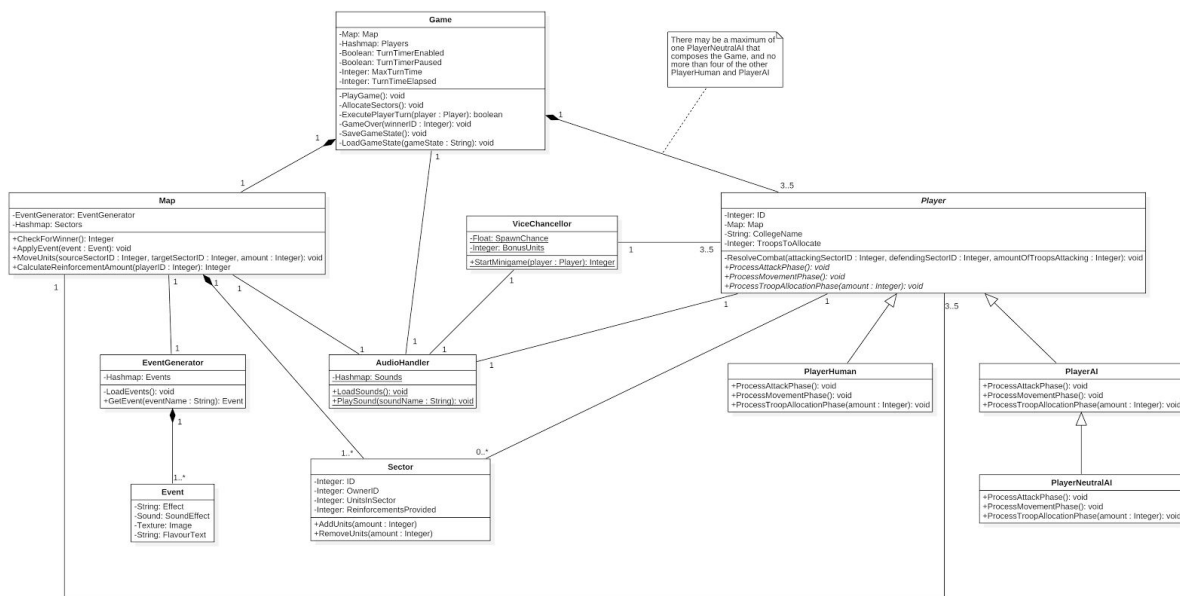 Game
-Map: Map
-Hashmap: Players
-Boolean: TurnTimerEnabled
-Boolean: TurnTimerPaused
-Integer: MaxTurnTime
-Integer: TurnTimeElapsed
-PlayGame(): void
-AllocateSectors(): void
-ExecutePlayerTurn(player : Player): boolean
-GameOver(winnerID : Integer): void
-SaveGameState(): void
-LoadGameState(gameState : String): void
There may be a maximum of
one PlayerNeutralAI that
composes the Game, and no
more than four of the other
PlayerHuman and PlayerAI
1
1
1
1
3..5
Map
-EventGenerator: EventGenerator
-Hashmap: Sectors
+CheckForWinner(): Integer
+ApplyEvent(event : Event): void
+MoveUnits(sourceSectorID : Integer, targetSectorID : Integer, amount : Integer): void
+CalculateReinforcementAmount(playerID : Integer): Integer
ViceChancellor
-Float: SpawnChance
-Integer: BonusUnits
+StartMinigame(player : Player): Integer
1
3..5
Player
-Integer: ID
-Map: Map
-String: CollegeName
-Integer: TroopsToAllocate
-ResolveCombat(attackingSectorID : Integer, defendingSectorID : Integer, amountOfTroopsAttacking : Integer): void
+ProcessAttackPhase(): void
+ProcessMovementPhase(): void
+ProcessTroopAllocationPhase(amount : Integer): void
1
1
1
1
1
1
1
3..5
1
1
1
1
1
EventGenerator
-Hashmap: Events
-LoadEvents(): void
+GetEvent(eventName : String): Event
AudioHandler
-Hashmap: Sounds
+LoadSounds(): void
+PlaySound(soundName : String): void
PlayerHuman
+ProcessAttackPhase(): void
+ProcessMovementPhase(): void
+ProcessTroopAllocationPhase(amount : Integer): void
PlayerAI
+ProcessAttackPhase(): void
+ProcessMovementPhase(): void
+ProcessTroopAllocationPhase(amount : Integer): void
1
1..*
1..*
0..*
Event
-String: Effect
-Sound: SoundEffect
-Texture: Image
-String: FlavourText
Sector
-Integer: ID
-Integer: OwnerID
-Integer: UnitsInSector
-Integer: ReinforcementsProvided
+AddUnits(amount : Integer)
+RemoveUnits(amount : Integer)
PlayerNeutralAI
+ProcessAttackPhase(): void
+ProcessMovementPhase(): void
+ProcessTroopAllocationPhase(amount : Integer): void